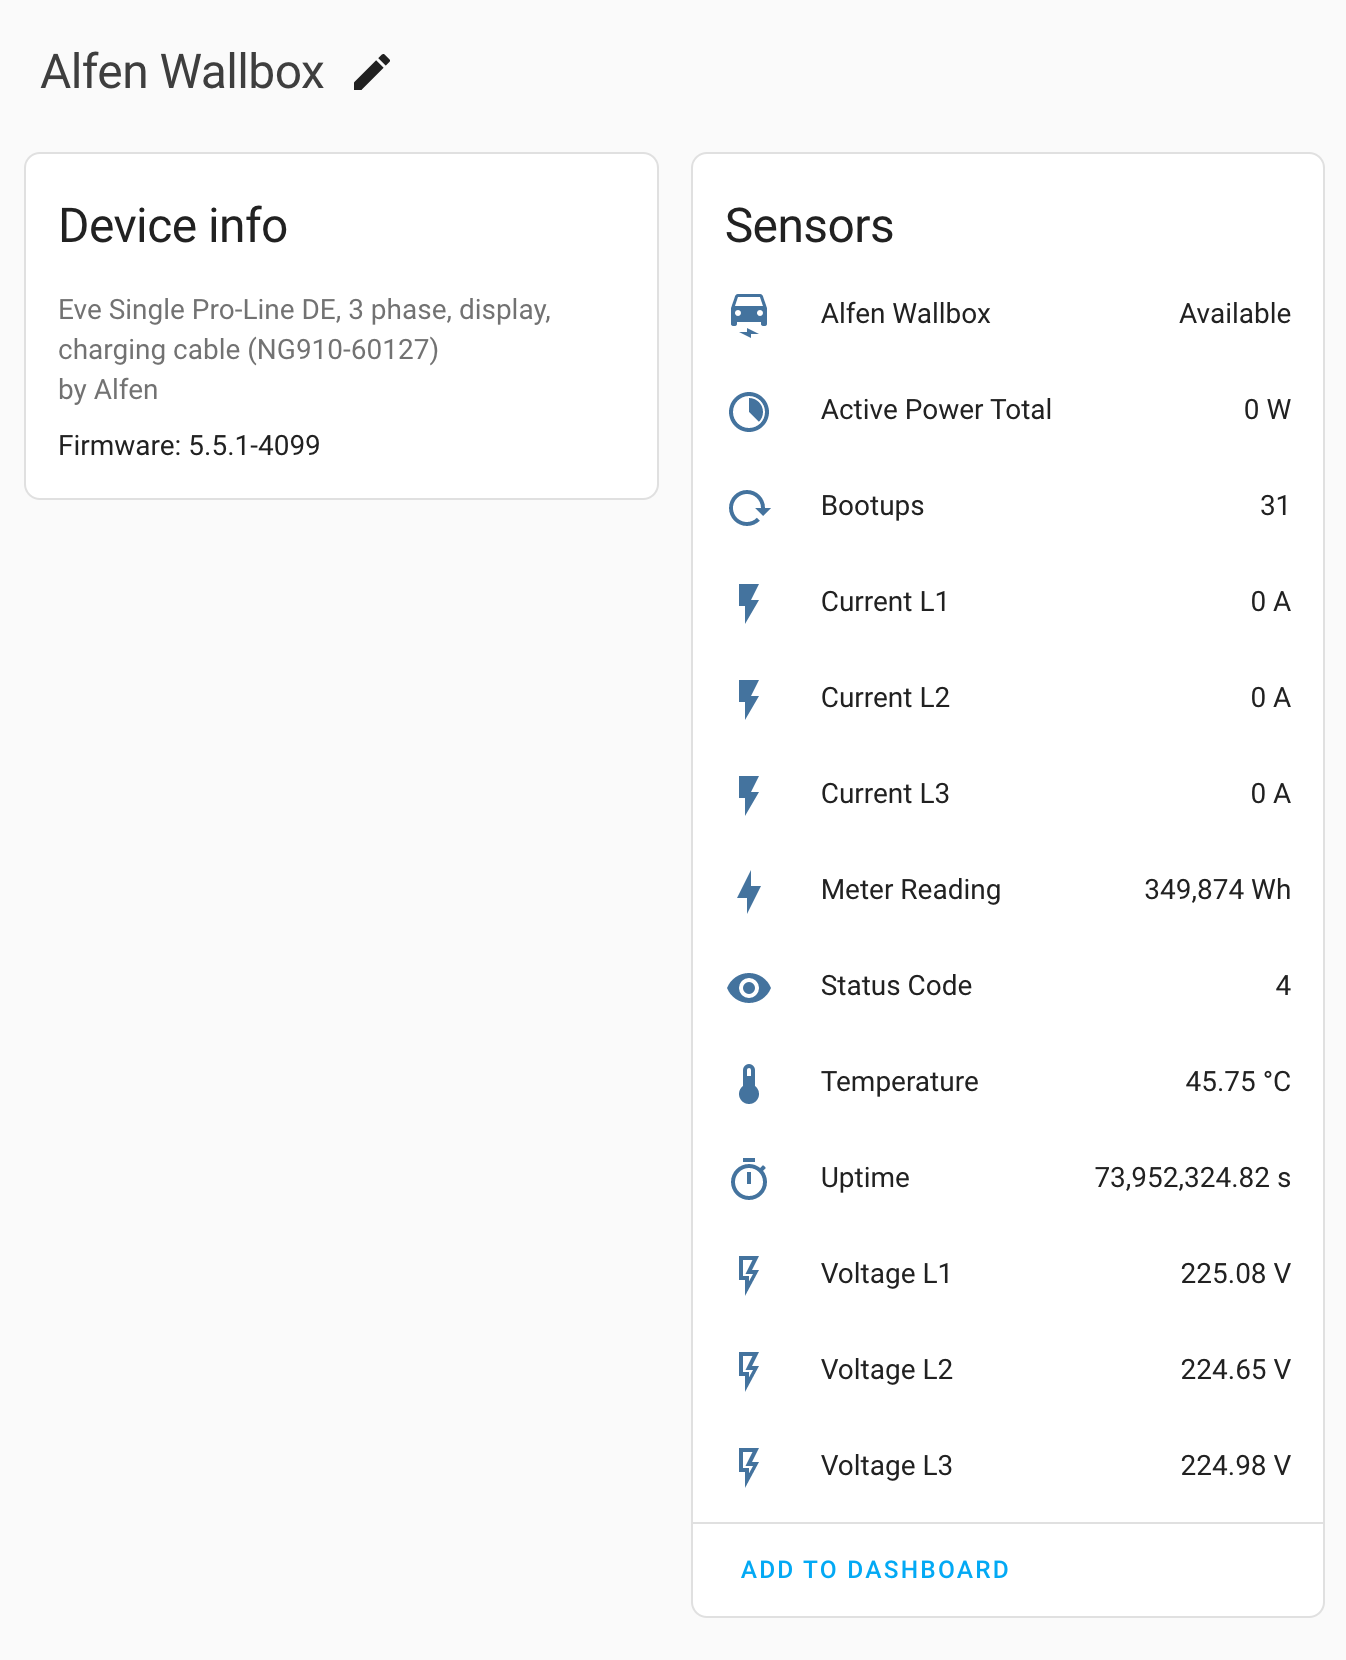 Alfen Wallbox
Device info
Eve Single Pro-Line DE, 3 phase, display,
charging cable (NG910-60127)
by Alfen
Firmware: 5.5.1-4099
Sensors
Alfen Wallbox Available
Active Power Total 0 W
Bootups 31
Current L1 0 A
Current L2 0 A
Current L3 0 A
Meter Reading 349,874 Wh
Status Code 4
Temperature 45.75 °C
Uptime 73,952,324.82 s
Voltage L1 225.08 V
Voltage L2 224.65 V
Voltage L3 224.98 V
ADD TO DASHBOARD